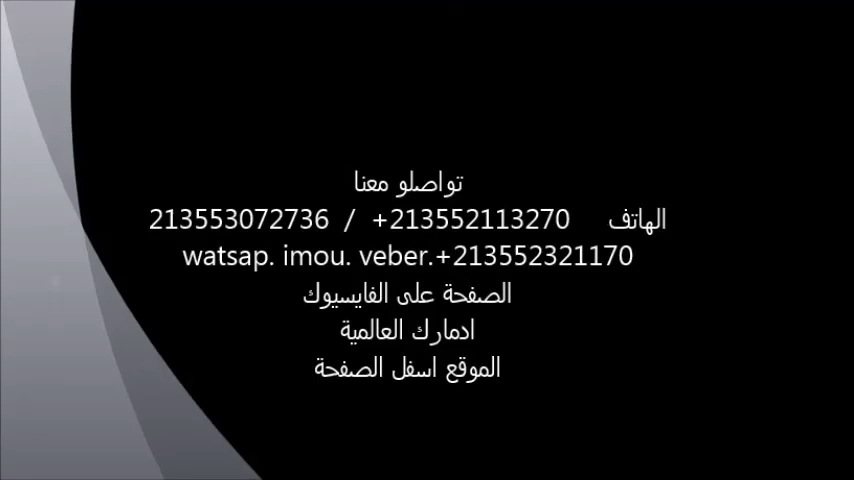 تواصلو معنا
الهاتف 213552113270+ / 213553072736
watsap. imou. veber.+213552321170
الصفحة على الفايسبوك
ادمارك العالمية
الموقع اسفل الصفحة